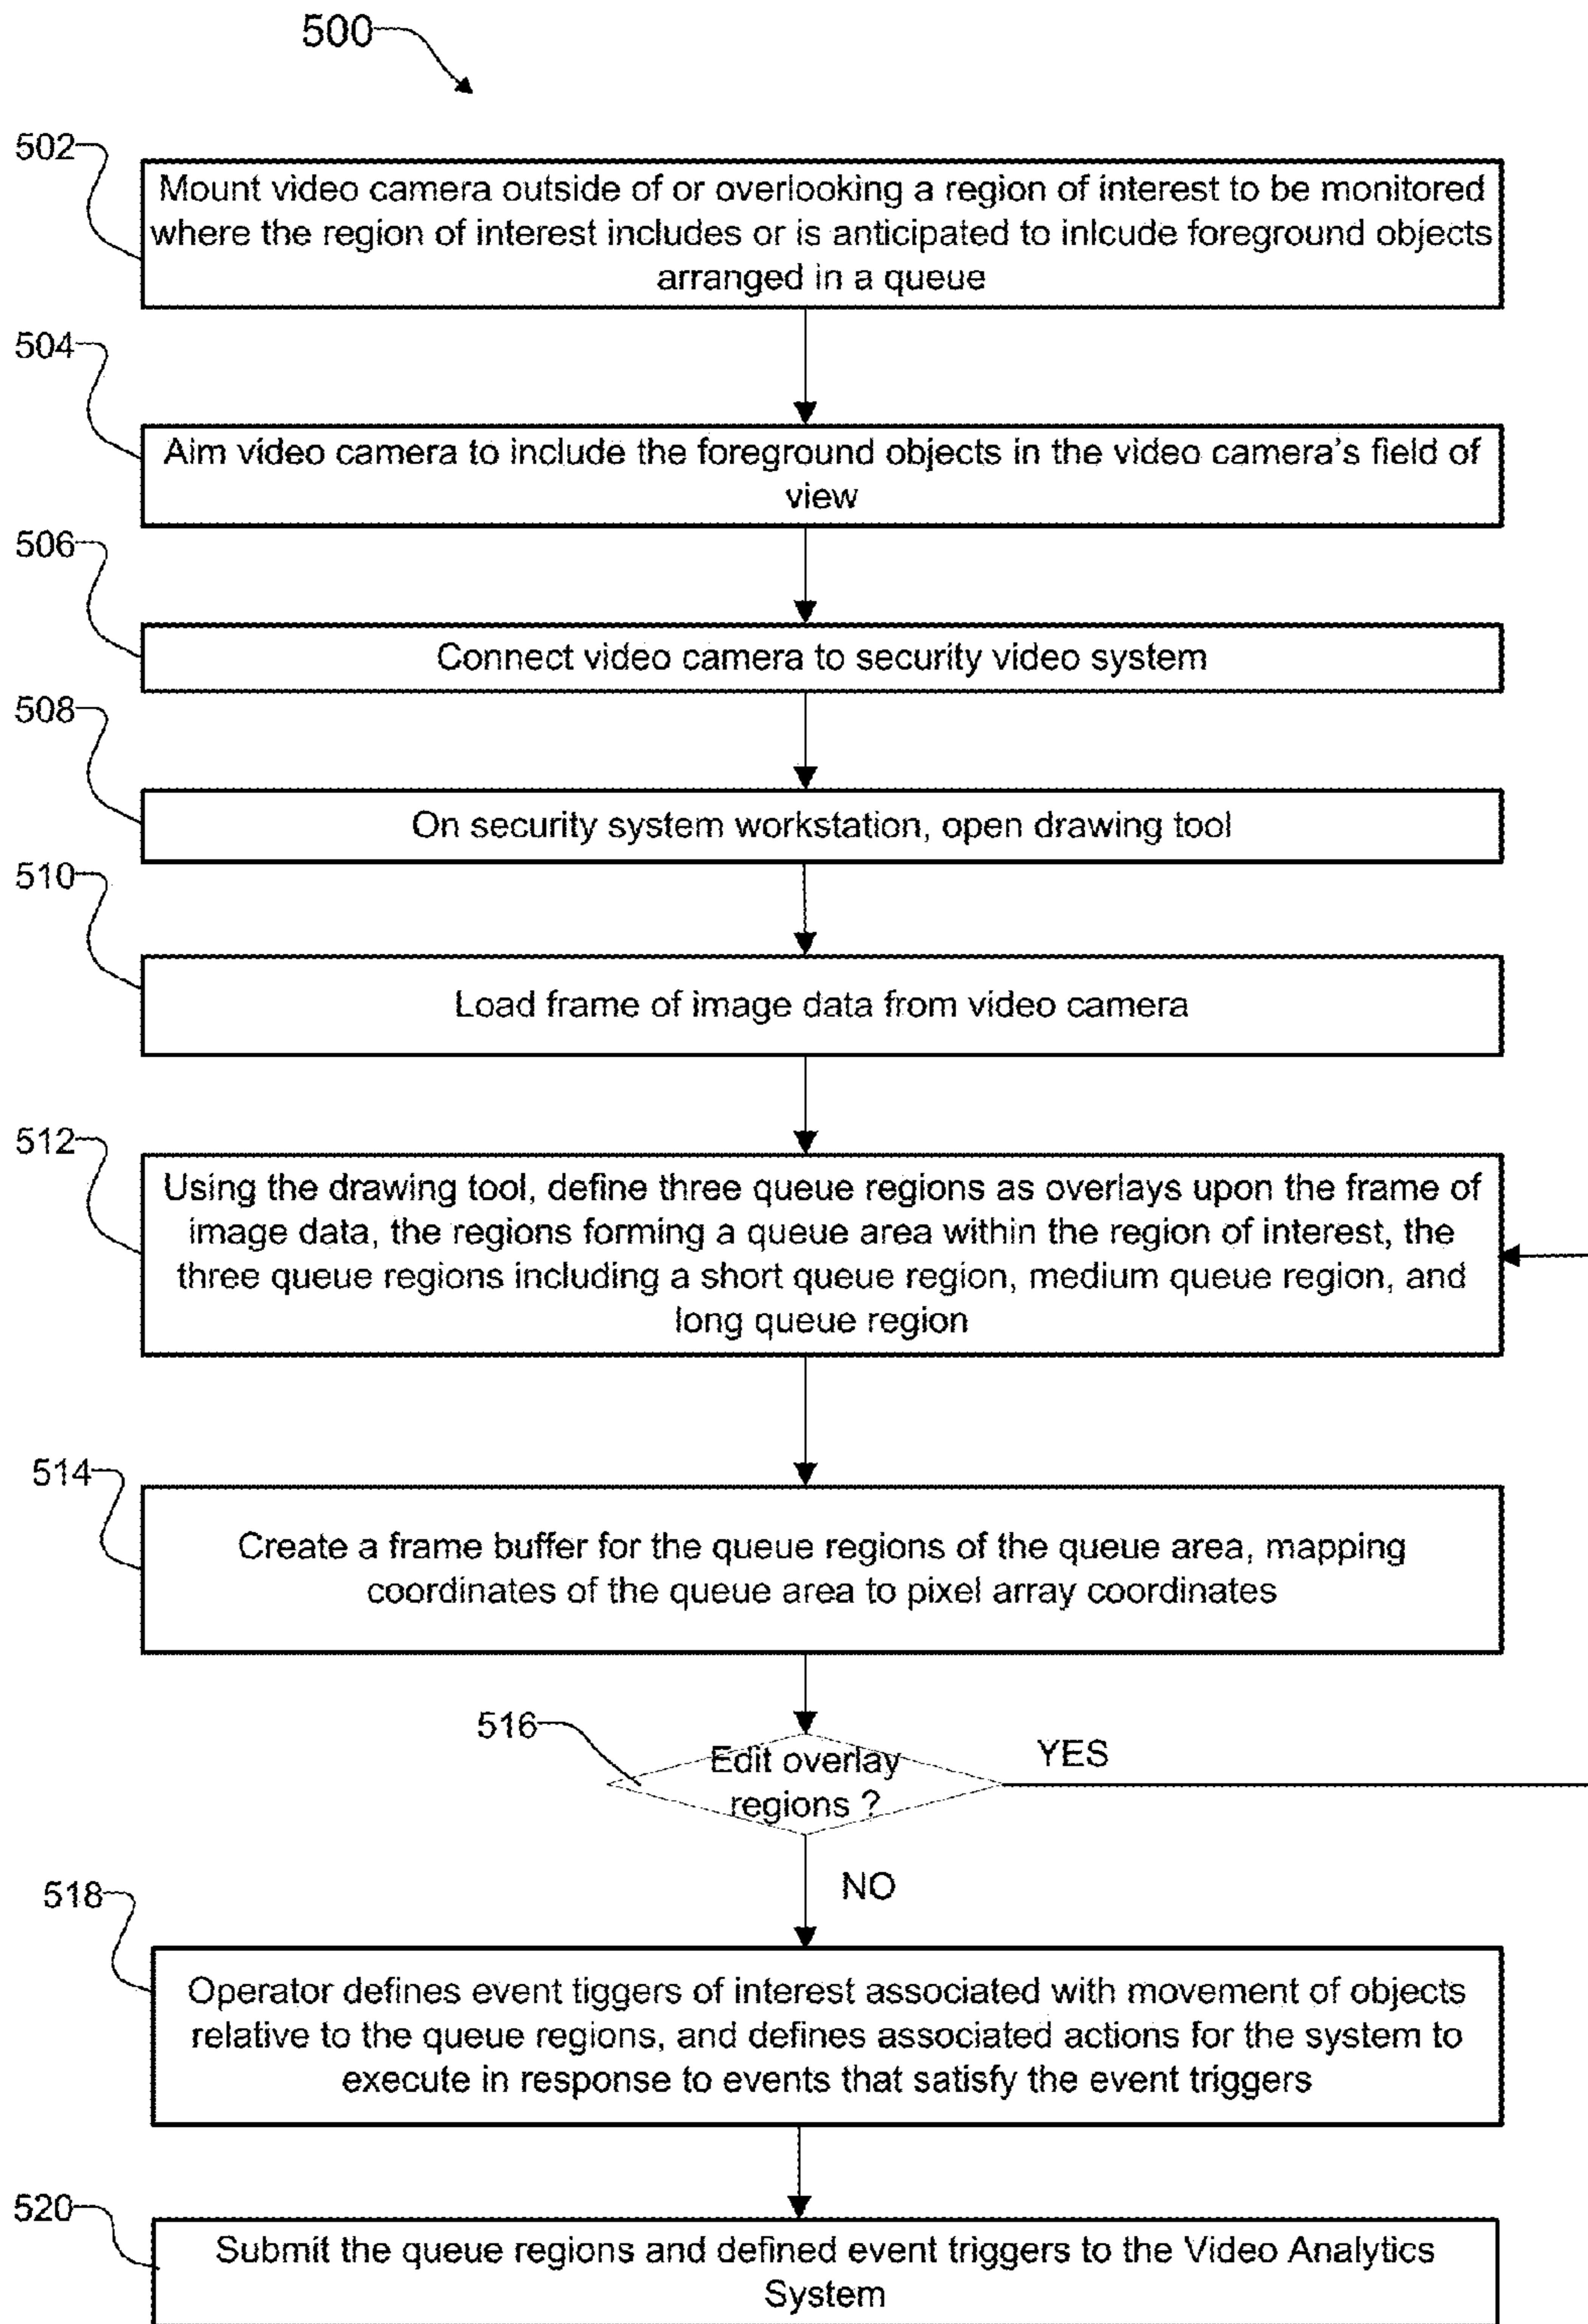 500
502
Mount video camera outside of or overlooking a region of interest to be monitored
where the region of interest includes or is anticipated to inlcude foreground objects
arranged in a queue
504
Aim video camera to include the foreground objects in the video camera's field of
view
506
Connect video camera to security video system
508
On security system workstation, open drawing tool
510
Load frame of image data from video camera
512
Using the drawing tool, define three queue regions as overlays upon the frame of
image data, the regions forming a queue area within the region of interest, the
three queue regions including a short queue region, medium queue region, and
long queue region
514
Create a frame buffer for the queue regions of the queue area, mapping
coordinates of the queue area to pixel array coordinates
516
Edit overlay
regions ?
YES
NO
518
Operator defines event tiggers of interest associated with movement of objects
relative to the queue regions, and defines associated actions for the system to
execute in response to events that satisfy the event triggers
520
Submit the queue regions and defined event triggers to the Video Analytics
System